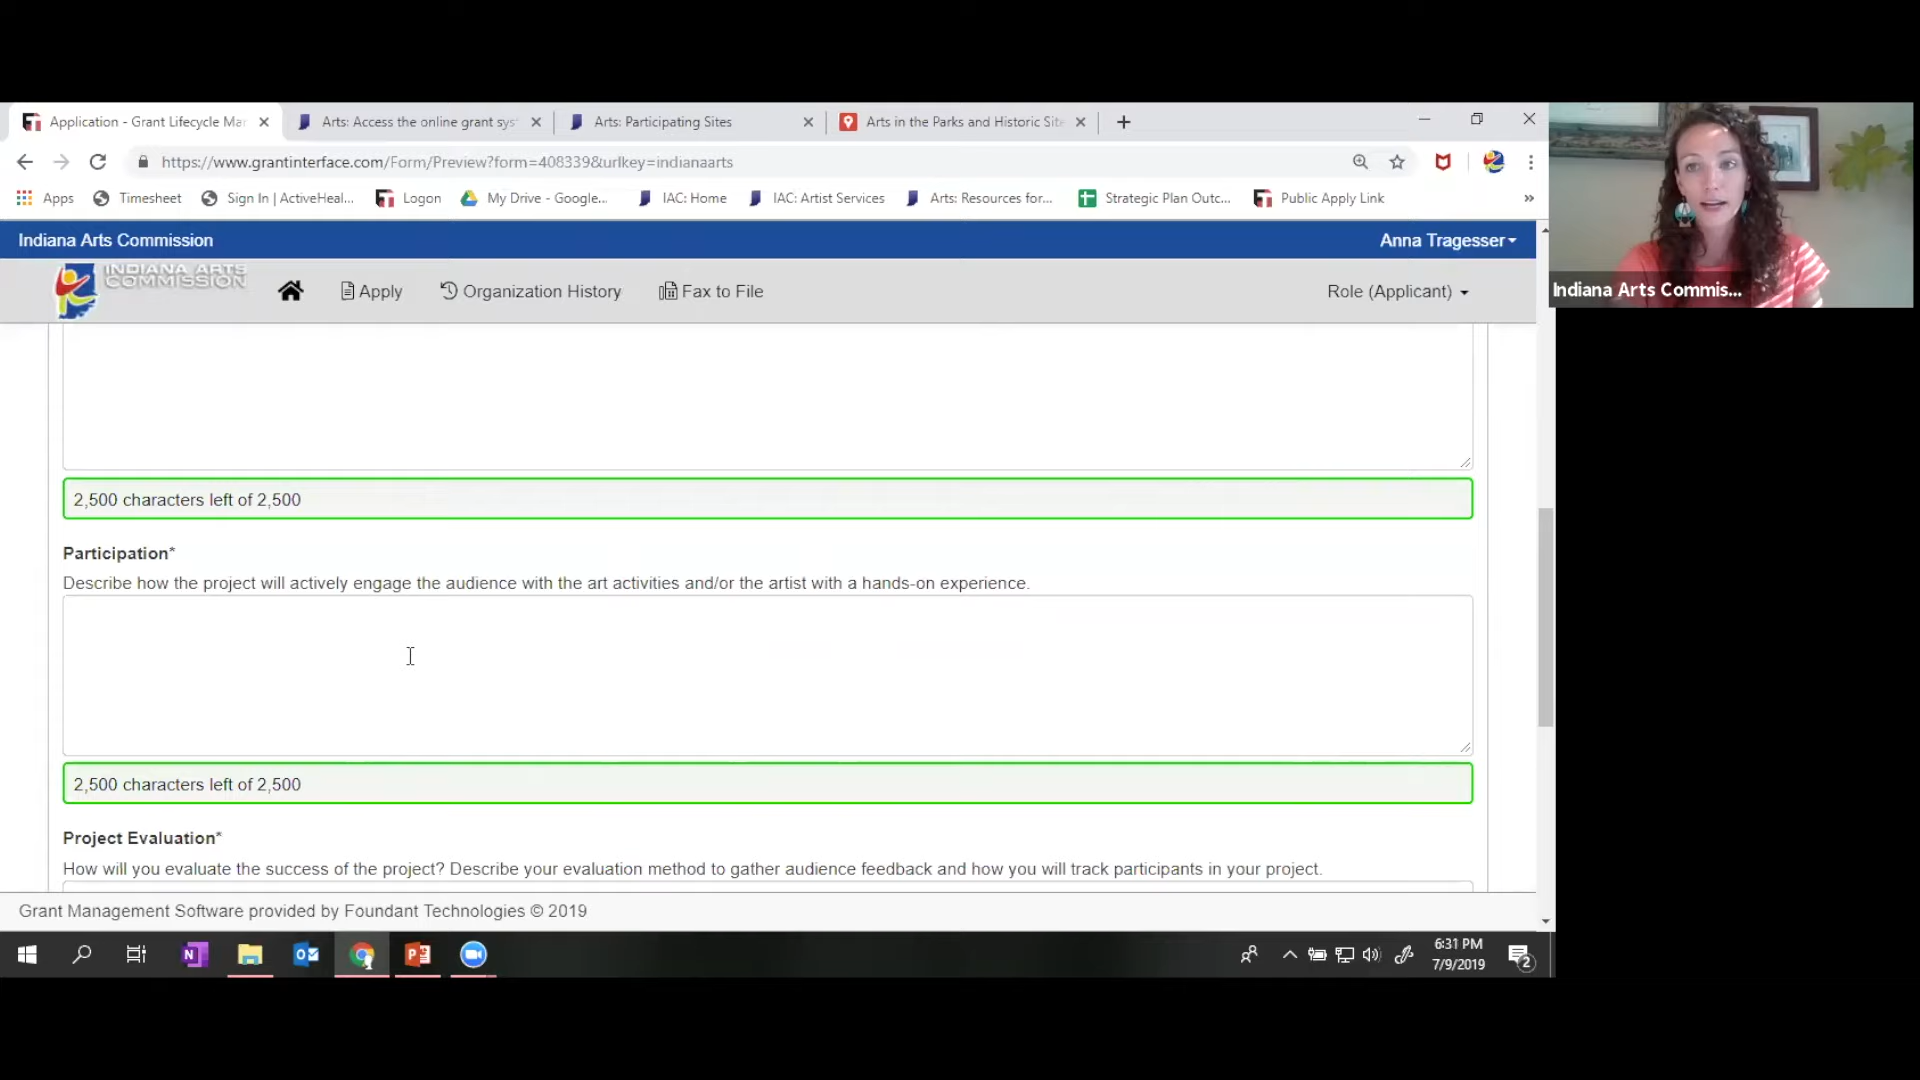 Application - Grant Lifecycle Mar
Arts: Access the online grant sys
Arts: Participating Sites
Arts in the Parks and Historic Site
https://www.grantinterface.com/Form/Preview?form=408339&urlkey=indianaarts
Apps
Timesheet
Sign In | ActiveHeal...
Logon
My Drive - Google...
IAC: Home
IAC: Artist Services
Arts: Resources for...
Strategic Plan Outc...
Public Apply Link
»
Indiana Arts Commission
Anna Tragesser
INDIANA ARTS
COMMISSION
Apply
Organization History
Fax to File
Role (Applicant)
Indiana Arts Commis...
2,500 characters left of 2,500
Participation*
Describe how the project will actively engage the audience with the art activities and/or the artist with a hands-on experience.
2,500 characters left of 2,500
Project Evaluation*
How will you evaluate the success of the project? Describe your evaluation method to gather audience feedback and how you will track participants in your project.
Grant Management Software provided by Foundant Technologies © 2019
6:31 PM
7/9/2019
2